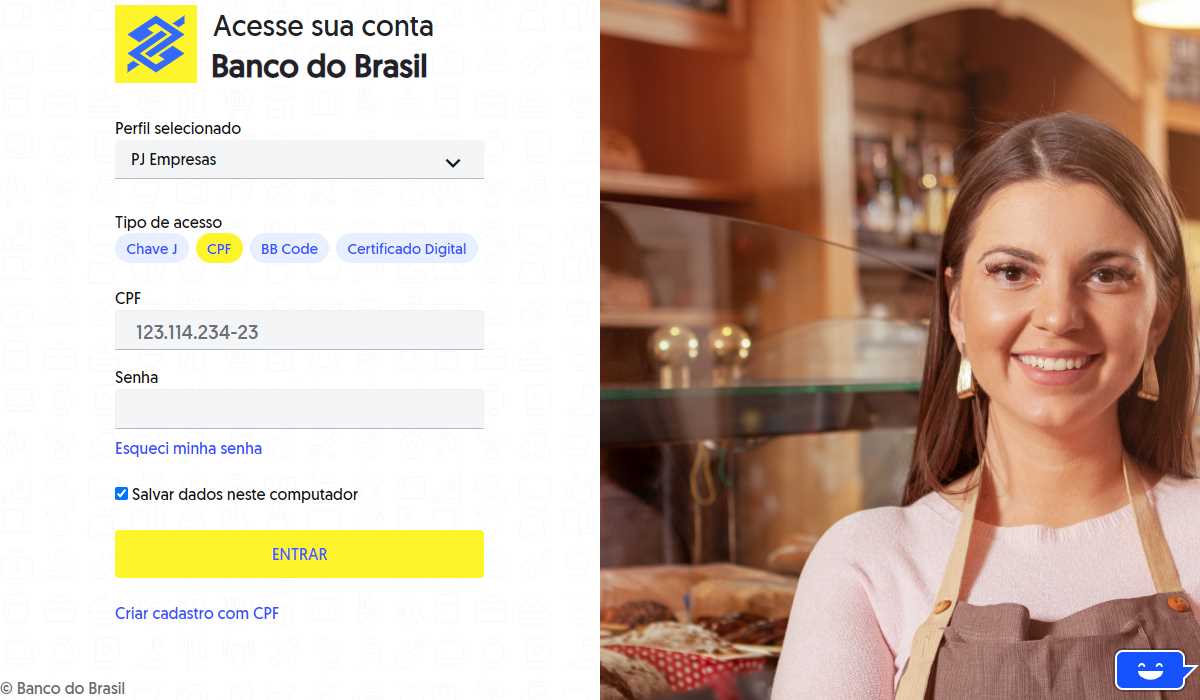 Acesse sua conta
Banco do Brasil
Perfil selecionado
PJ Empresas
Tipo de acesso
Chave J CPF BB Code Certificado Digital
CPF
123.114.234-23
Senha
Esqueci minha senha
Salvar dados neste computador
ENTRAR
Criar cadastro com CPF
© Banco do Brasil